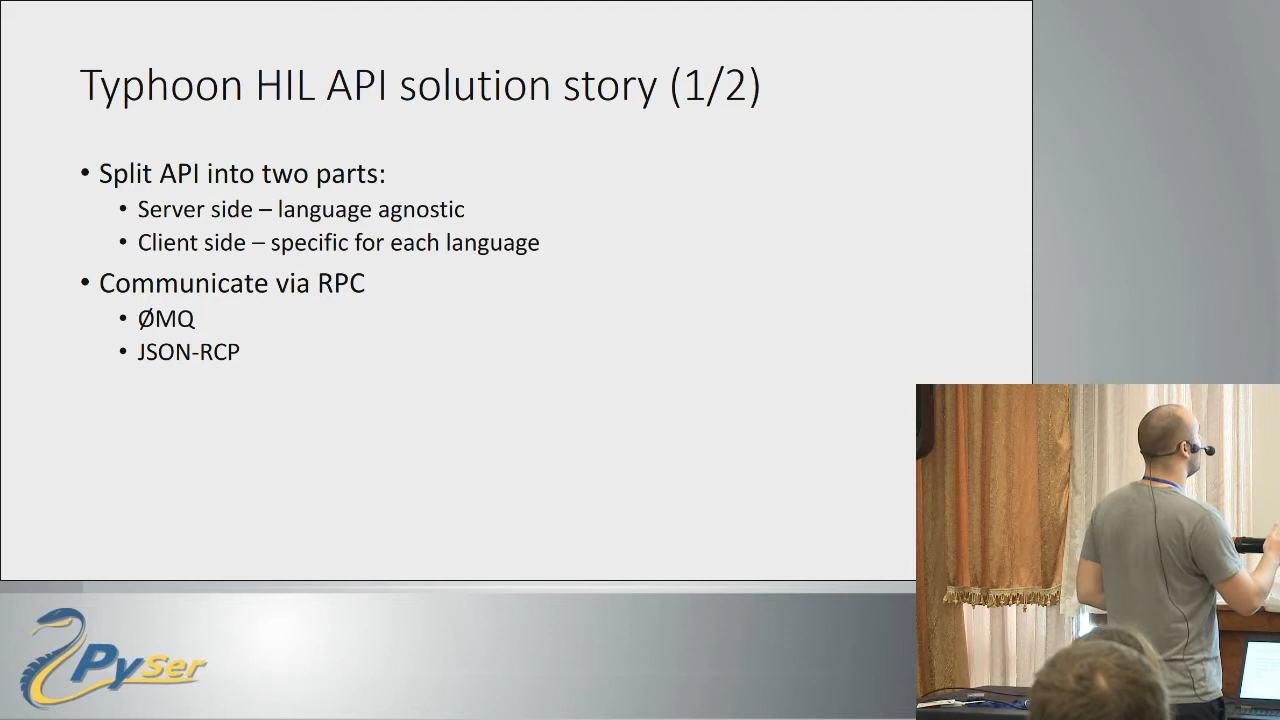 Typhoon HIL API solution story (1/2)
• Split API into two parts:
• Server side – language agnostic
• Client side – specific for each language
• Communicate via RPC
• ØMQ
• JSON-RCP
PySer